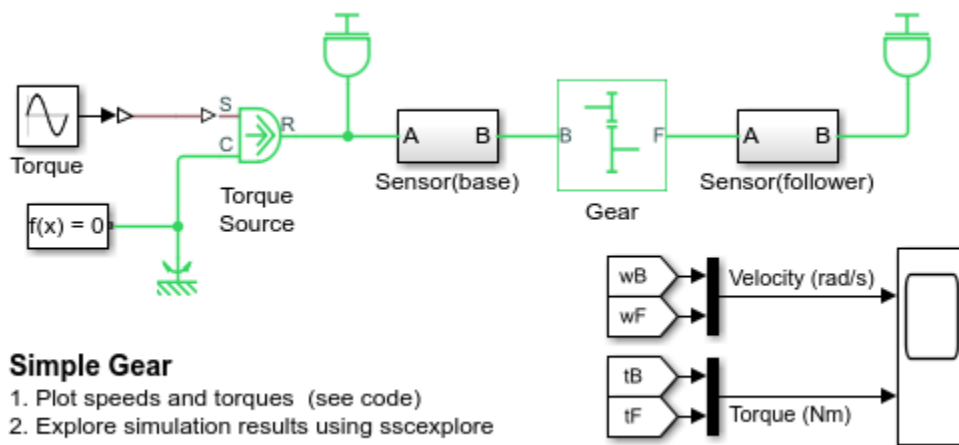 Torque
S
C
R
Torque
Source
f(x) = 0
A B
Sensor(base)
B F
Gear
A B
Sensor(follower)
wB
wF
Velocity (rad/s)
tB
tF
Torque (Nm)
Simple Gear
1. Plot speeds and torques (see code)
2. Explore simulation results using sscexplore